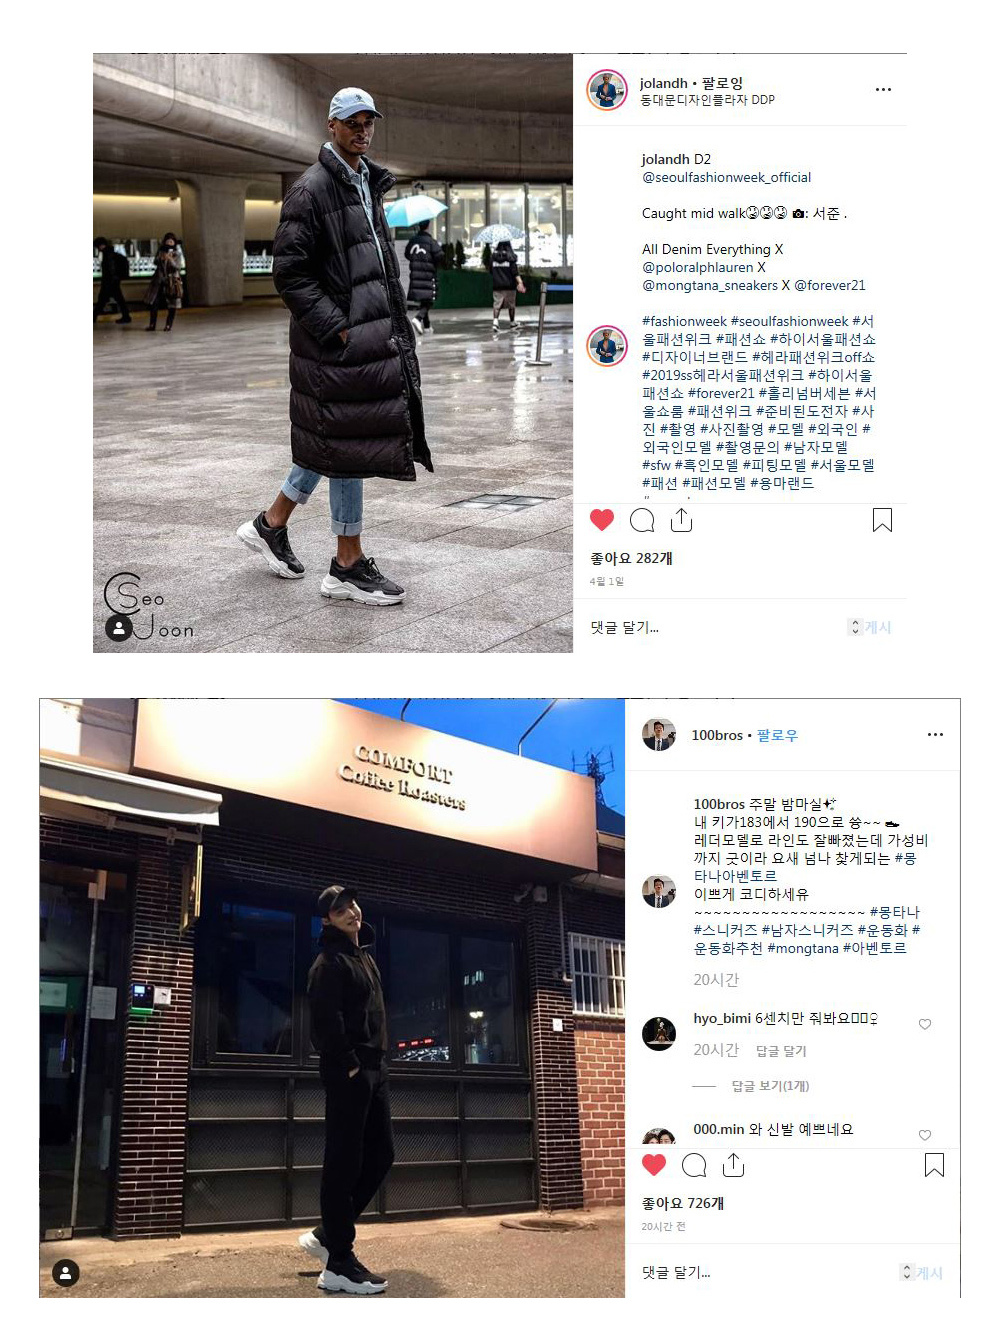 jolandh • 팔로잉
동대문디자인플라자 DDP
jolandh D2
@seoulfashionweek_official
Caught mid walk😏😏😏 📷: 서준 .
All Denim Everything X
@poloralphlauren X
@mongtana_sneakers X @forever21
#fashionweek #seoulfashionweek #서
울패션위크 #패션쇼 #하이서울패션쇼
#디자이너브랜드 #헤라패션위크off쇼
#2019ss헤라서울패션위크 #하이서울
패션쇼 #forever21 #홀리넘버세븐 #서
울쇼룸 #패션위크 #준비된도전자 #사
진 #촬영 #사진촬영 #모델 #외국인 #
외국인모델 #촬영문의 #남자모델
#sfw #흑인모델 #피팅모델 #서울모델
#패션 #패션모델 #용마랜드
좋아요 282개
4월 1일
댓글 달기...
게시
Seo
Joon
COMFORT
Coffee Roasters
100bros • 팔로우
100bros 주말 밤마실✨
내 키가183에서 190으로 쓩~~ 👟
레더모델로 라인도 잘빠졌는데 가성비
까지 굿이라 요새 넘나 찾게되는 #몽
타나아벤토르
이쁘게 코디하세유
~~~~~~~~~~~~~~~~~~ #몽타나
#스니커즈 #남자스니커즈 #운동화 #
운동화추천 #mongtana #아벤토르
20시간
hyo_bimi 6센치만 줘봐요
20시간 답글 달기
답글 보기(1개)
000.min 와 신발 예쁘네요
좋아요 726개
20시간 전
댓글 달기...
게시